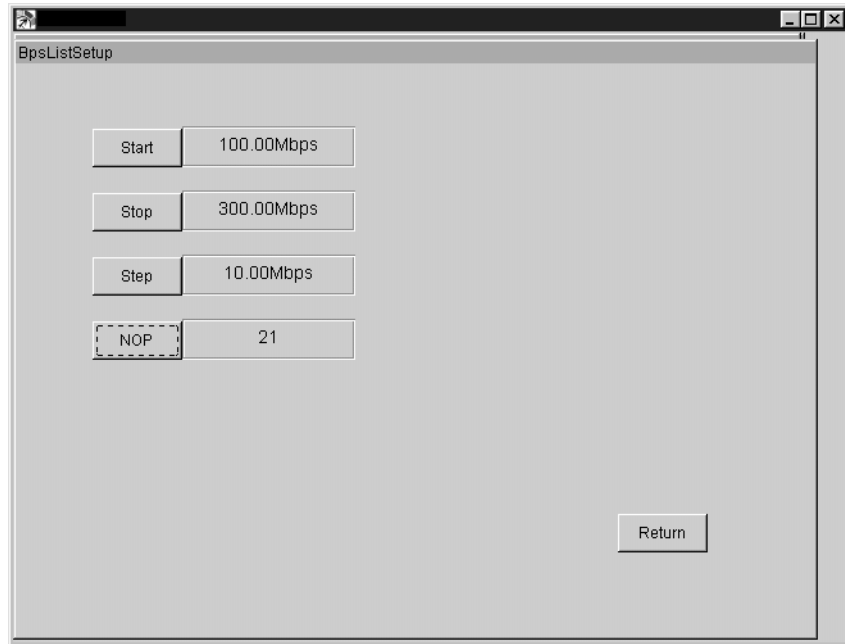 BpsListSetup
Start 100.00Mbps
Stop 300.00Mbps
Step 10.00Mbps
NOP 21
Return